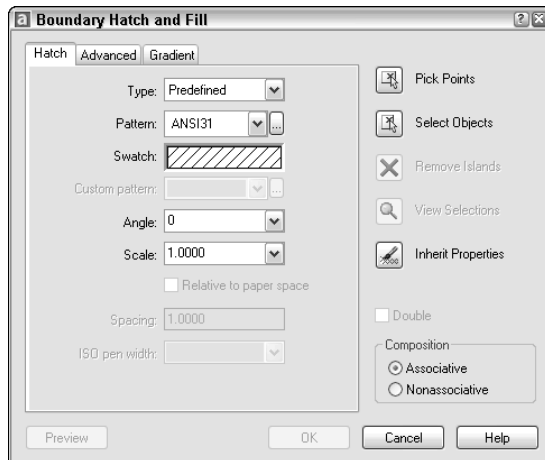 a Boundary Hatch and Fill
Hatch Advanced Gradient
Type: Predefined
Pattern: ANSI31 ...
Swatch:
Custom pattern: ...
Angle: 0
Scale: 1.0000
Relative to paper space
Spacing: 1.0000
ISO pen width:
Pick Points
Select Objects
Remove Islands
View Selections
Inherit Properties
Double
Composition
Associative
Nonassociative
Preview OK Cancel Help